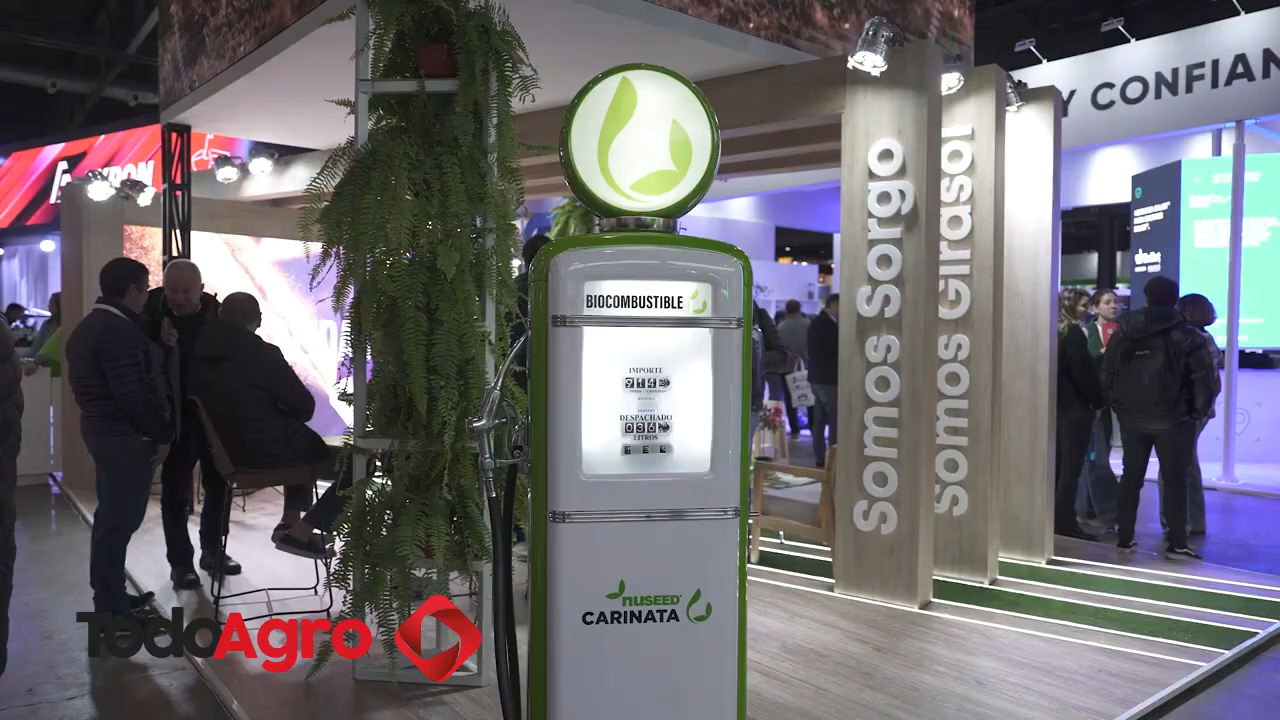 Y CONFIAN
BIOCOMBUSTIBLE
IMPORTE
DESPACHADO
LITROS
nuseed
CARINATA
Somos Sorgo
Somos Girasol
TodoAgro